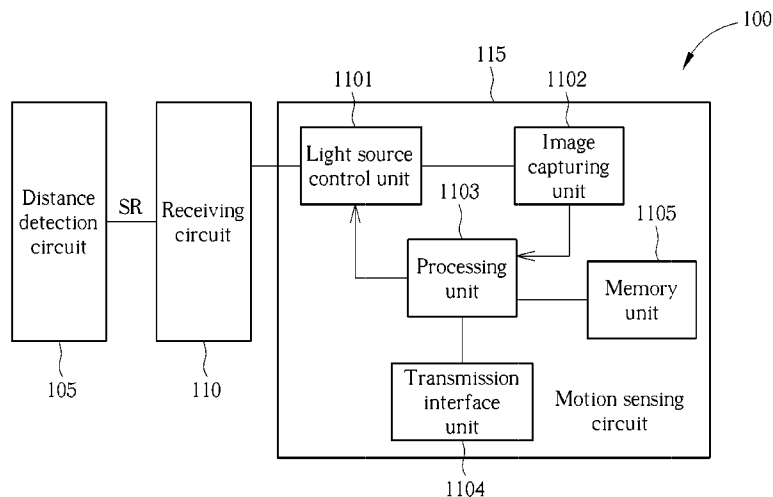 100
115
1101
1102
Light source
control unit
Image
capturing
unit
Distance
detection
circuit
SR
Receiving
circuit
1103
1105
Processing
unit
Memory
unit
105
110
Transmission
interface
unit
Motion sensing
circuit
1104